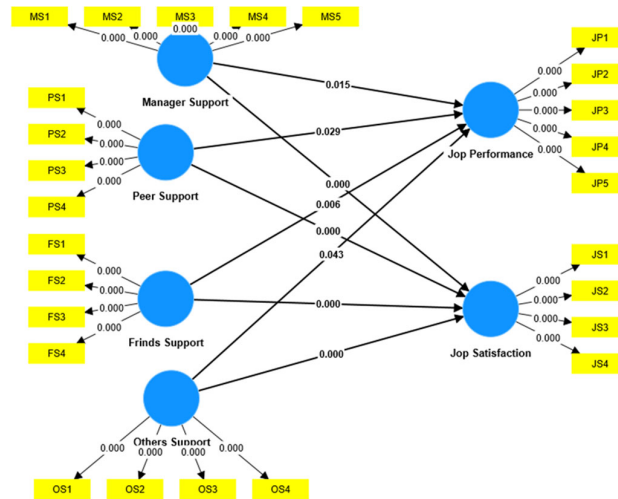 MS1 MS2 MS3 MS4 MS5
0.000 0.000 0.000 0.000 0.000
Manager Support
PS1
0.000
PS2
0.000
PS3
0.000
PS4
0.000
Peer Support
FS1
0.000
FS2
0.000
FS3
0.000
FS4
0.000
Frinds Support
Others Support
0.000 0.000 0.000 0.000
OS1 OS2 OS3 OS4
0.015
0.029
0.000
0.006
0.000
0.043
0.000
0.000
JP1
0.000
JP2
0.000
JP3
0.000
JP4
0.000
JP5
0.000
Jop Performance
JS1
0.000
JS2
0.000
JS3
0.000
JS4
0.000
Jop Satisfaction